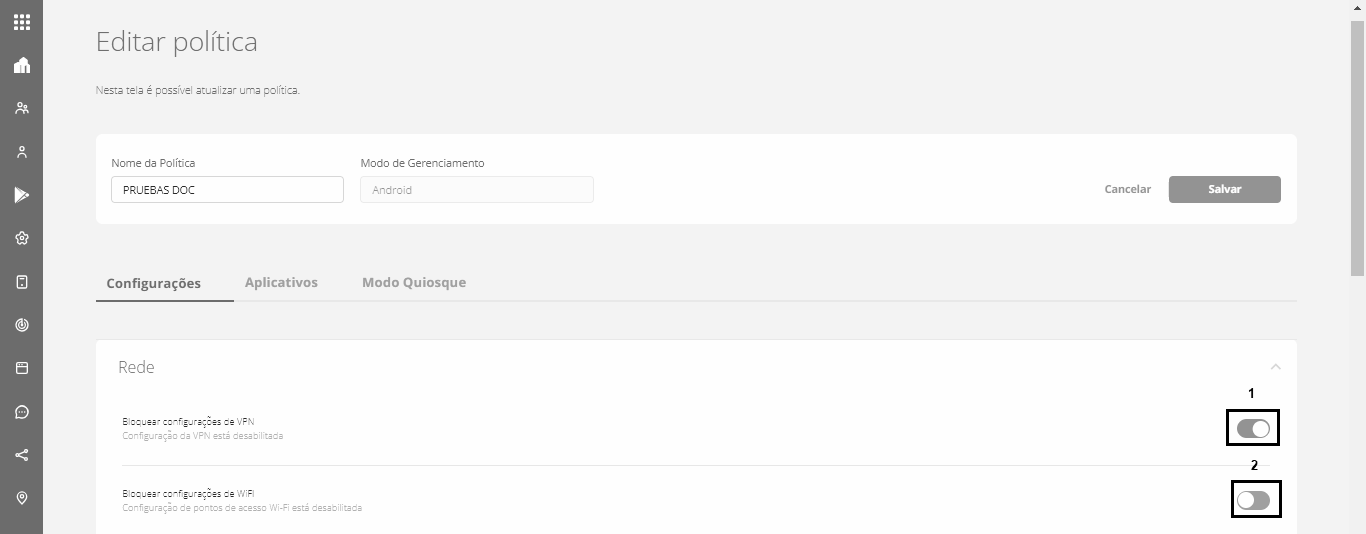 Editar política
Nesta tela é possível atualizar uma política.
Nome da Política
Modo de Gerenciamento
PRUEBAS DOC
Android
Cancelar
Salvar
Configurações
Aplicativos
Modo Quiosque
Rede
1
Bloquear configurações de VPN
Configuração da VPN está desabilitada
2
Bloquear configurações de WIFI
Configuração de pontos de acesso Wi-Fi está desabilitada